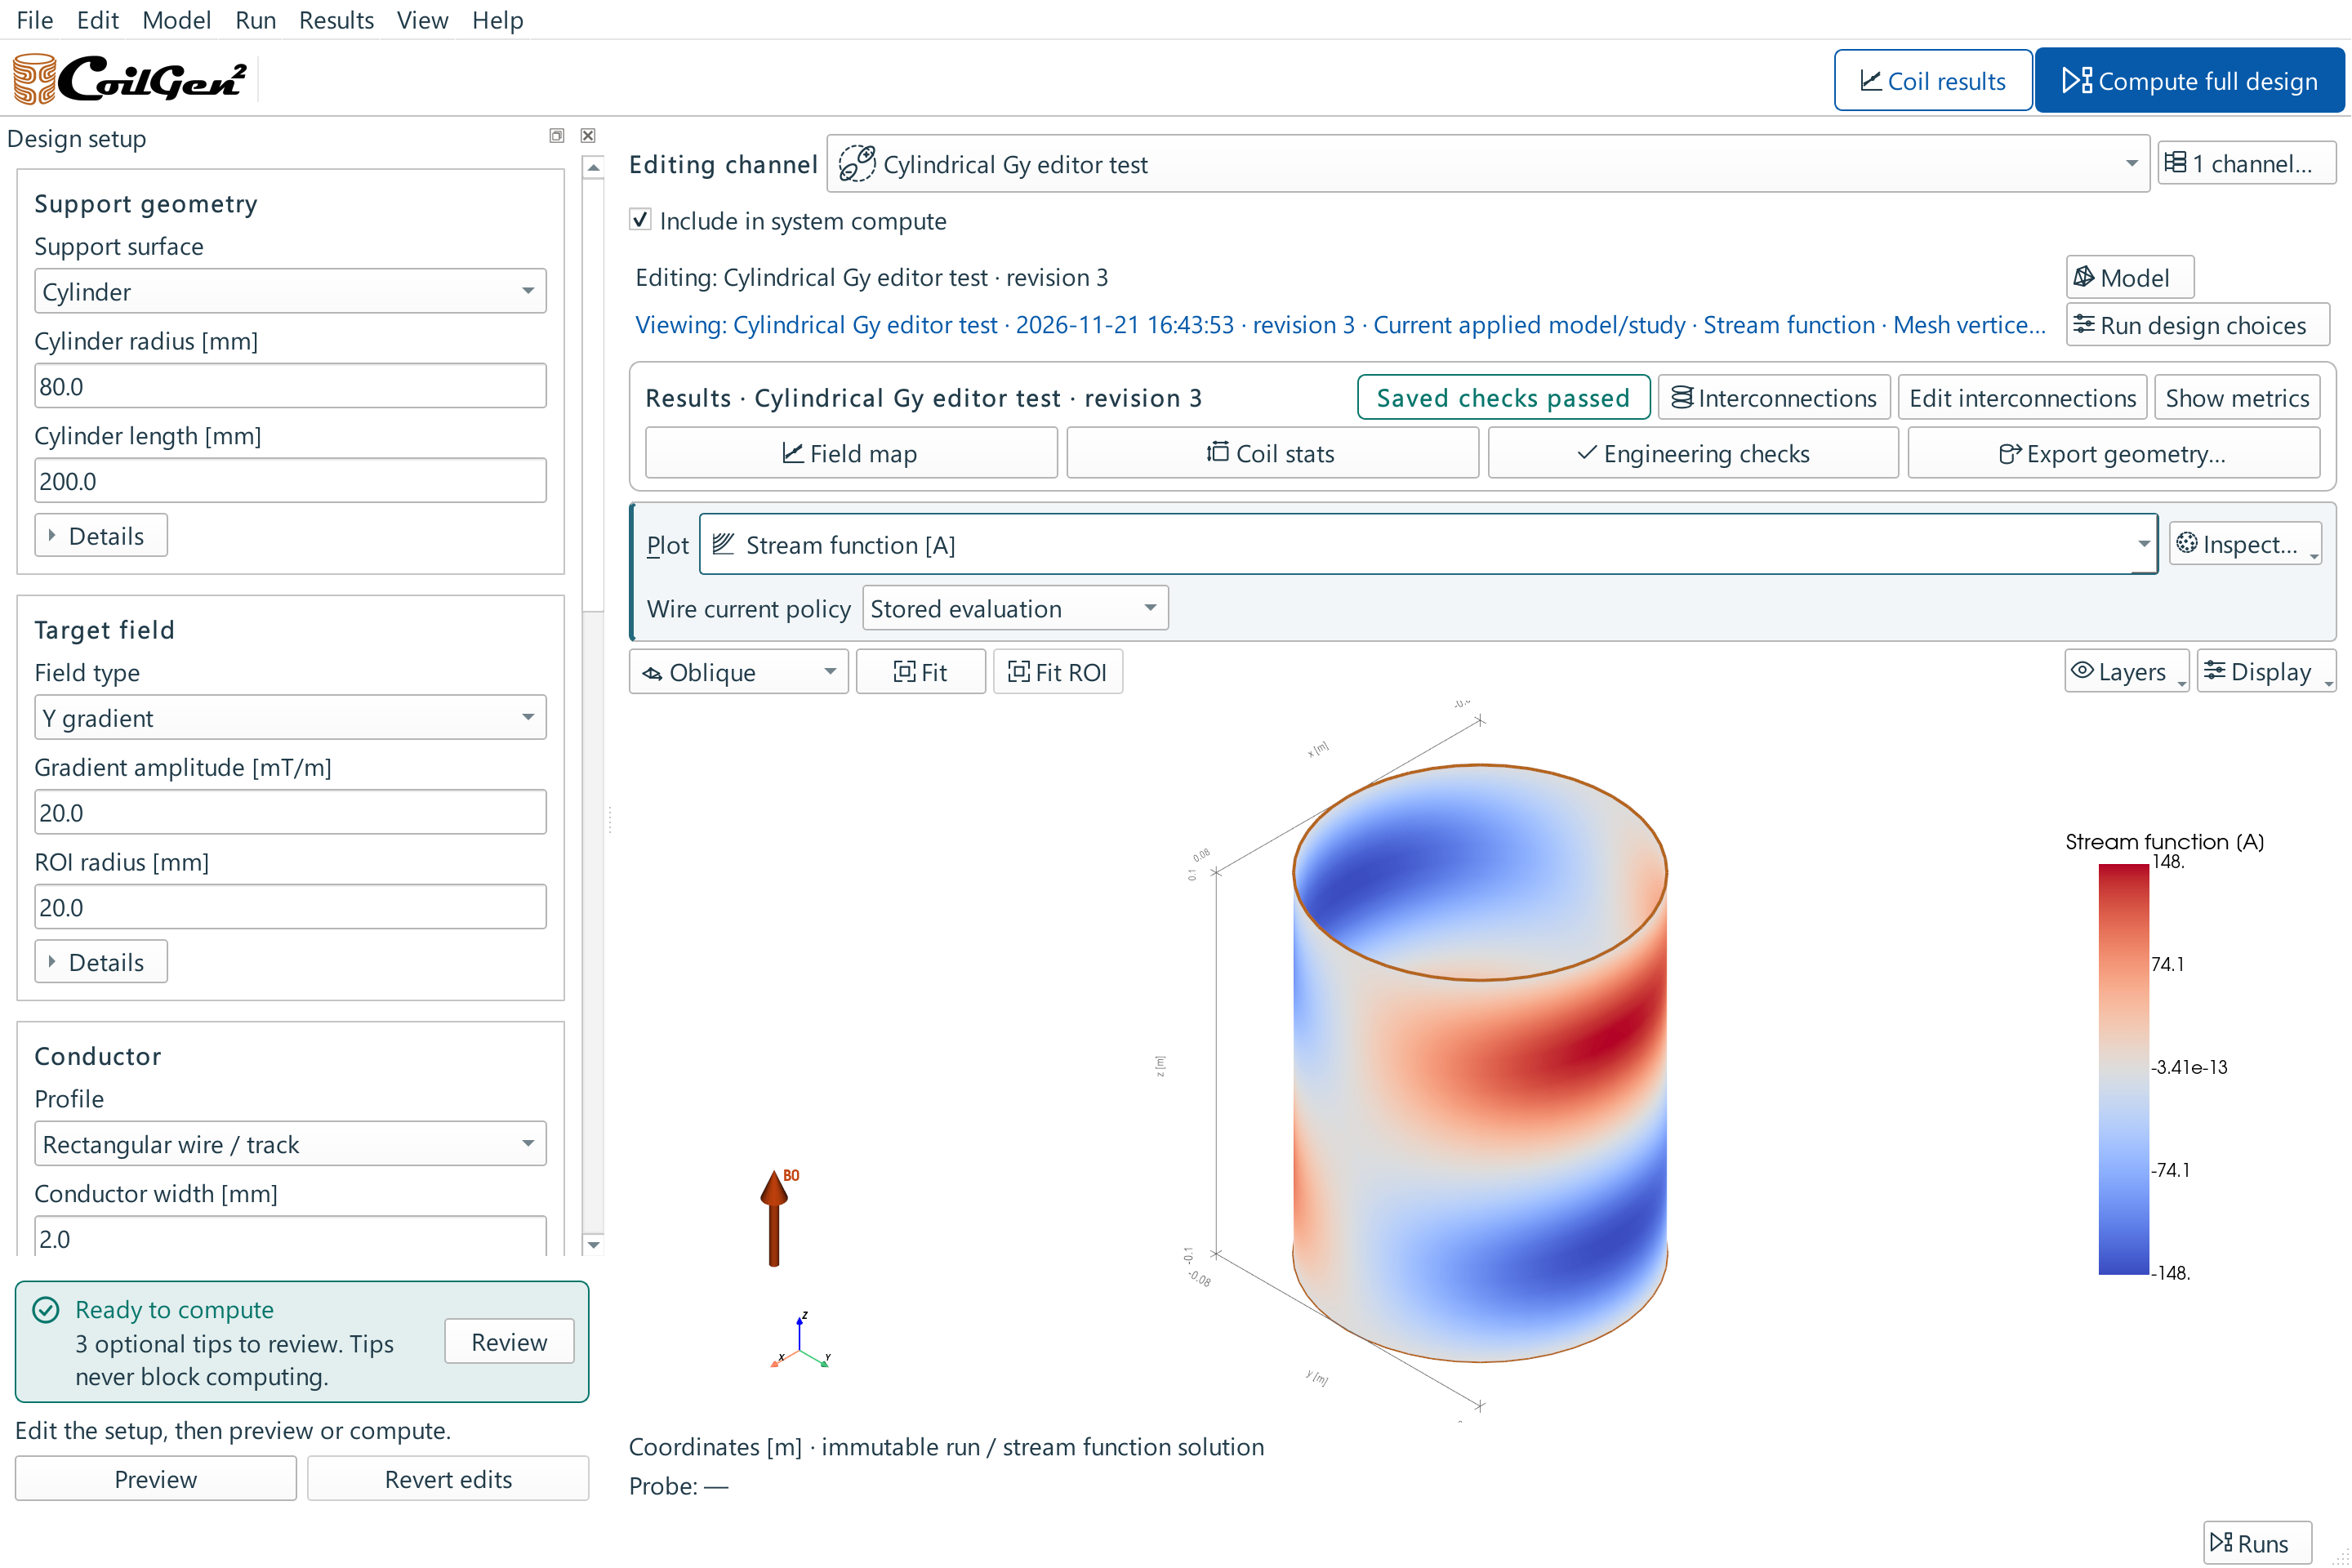 File Edit Model Run Results View Help
CoilGen²
Coil results
Compute full design
Design setup
Support geometry
Support surface
Cylinder
Cylinder radius [mm]
80.0
Cylinder length [mm]
200.0
Details
Target field
Field type
Y gradient
Gradient amplitude [mT/m]
20.0
ROI radius [mm]
20.0
Details
Conductor
Profile
Rectangular wire / track
Conductor width [mm]
2.0
Ready to compute
3 optional tips to review. Tips
never block computing.
Review
Edit the setup, then preview or compute.
Preview
Revert edits
Editing channel
Cylindrical Gy editor test
1 channel...
Include in system compute
Editing: Cylindrical Gy editor test · revision 3
Model
Viewing: Cylindrical Gy editor test · 2026-11-21 16:43:53 · revision 3 · Current applied model/study · Stream function · Mesh vertice...
Run design choices
Results · Cylindrical Gy editor test · revision 3
Saved checks passed
Interconnections
Edit interconnections
Show metrics
Field map
Coil stats
Engineering checks
Export geometry...
Plot
Stream function [A]
Inspect...
Wire current policy
Stored evaluation
Oblique
Fit
Fit ROI
Layers
Display
x [m]
0.08
0.1
z [m]
-0.1
-0.08
y [m]
B0
Z
X
Y
Stream function (A)
148.
74.1
-3.41e-13
-74.1
-148.
Coordinates [m] · immutable run / stream function solution
Probe: —
Runs